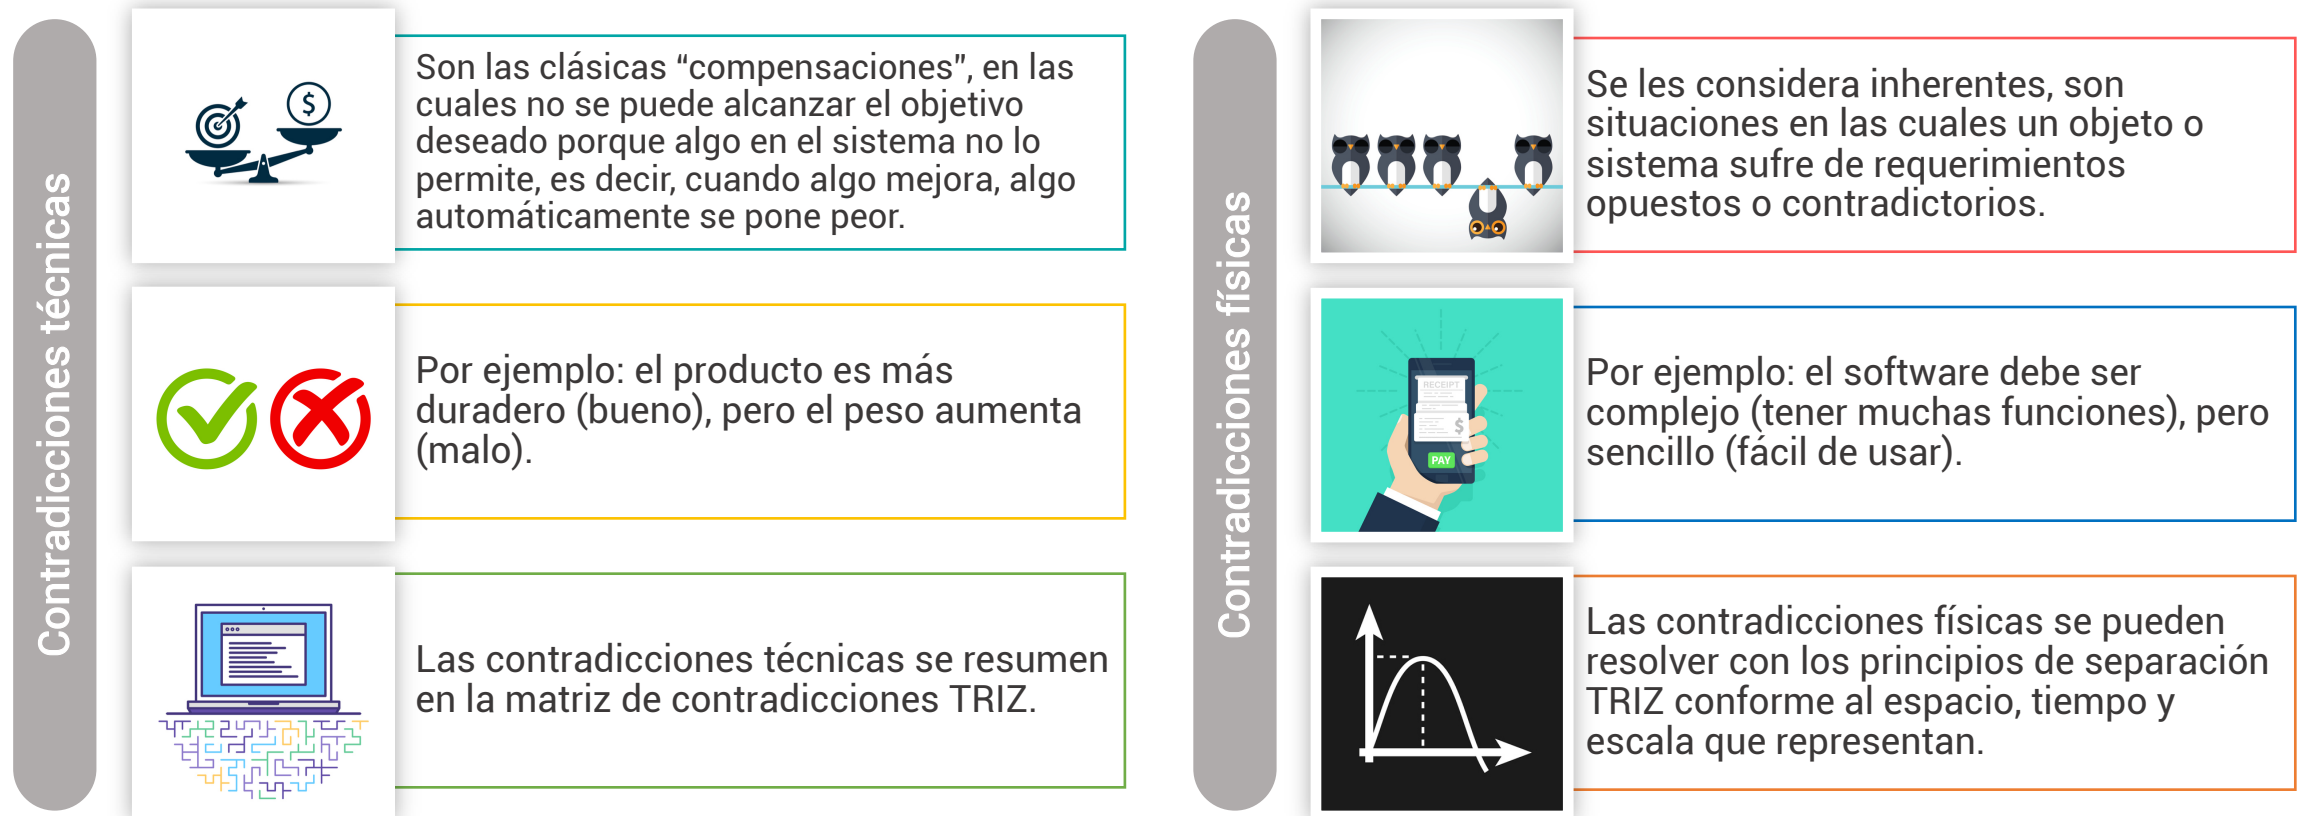 Contradicciones técnicas
$
Son las clásicas “compensaciones”, en las
cuales no se puede alcanzar el objetivo
deseado porque algo en el sistema no lo
permite, es decir, cuando algo mejora, algo
automáticamente se pone peor.
Por ejemplo: el producto es más
duradero (bueno), pero el peso aumenta
(malo).
Las contradicciones técnicas se resumen
en la matriz de contradicciones TRIZ.
Contradicciones físicas
Se les considera inherentes, son
situaciones en las cuales un objeto o
sistema sufre de requerimientos
opuestos o contradictorios.
RECEIPT
$
PAY
Por ejemplo: el software debe ser
complejo (tener muchas funciones), pero
sencillo (fácil de usar).
Las contradicciones físicas se pueden
resolver con los principios de separación
TRIZ conforme al espacio, tiempo y
escala que representan.